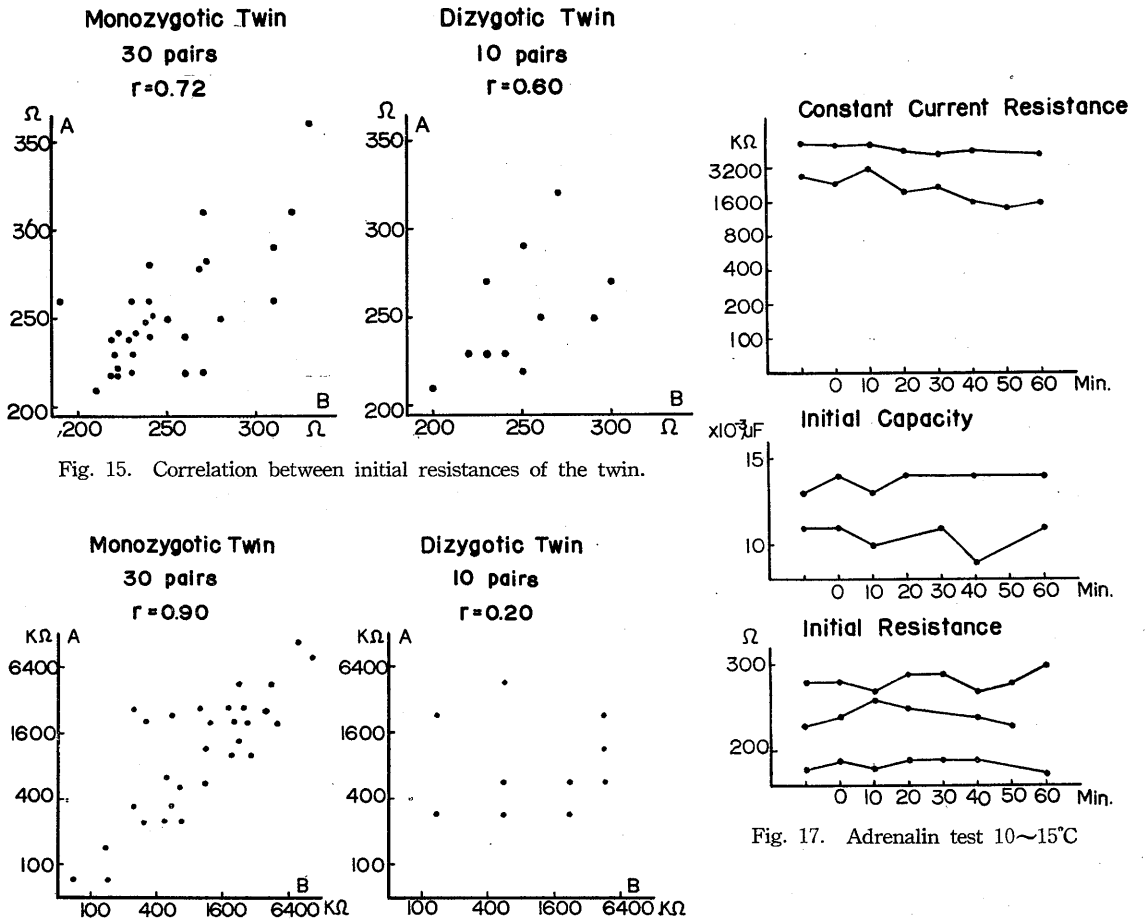 Monozygotic Twin
30 pairs
r=0.72
Ω
A
350
300
250
200
200
250
300
Ω
B
Dizygotic Twin
10 pairs
r=0.60
Ω
A
350
300
250
200
200
250
300
Ω
B
Fig. 15. Correlation between initial resistances of the twin.
Monozygotic Twin
30 pairs
r=0.90
KΩ
A
6400
1600
400
100
B
100
400
1600
6400
KΩ
Dizygotic Twin
10 pairs
r=0.20
KΩ
A
6400
1600
400
100
B
100
400
1600
6400
KΩ
Constant Current Resistance
KΩ
3200
1600
800
400
200
100
0 10 20 30 40 50 60 Min.
Initial Capacity
x10⁻³μF
15
10
0 10 20 30 40 50 60 Min.
Initial Resistance
Ω
300
200
0 10 20 30 40 50 60 Min.
Fig. 17. Adrenalin test 10~15°C